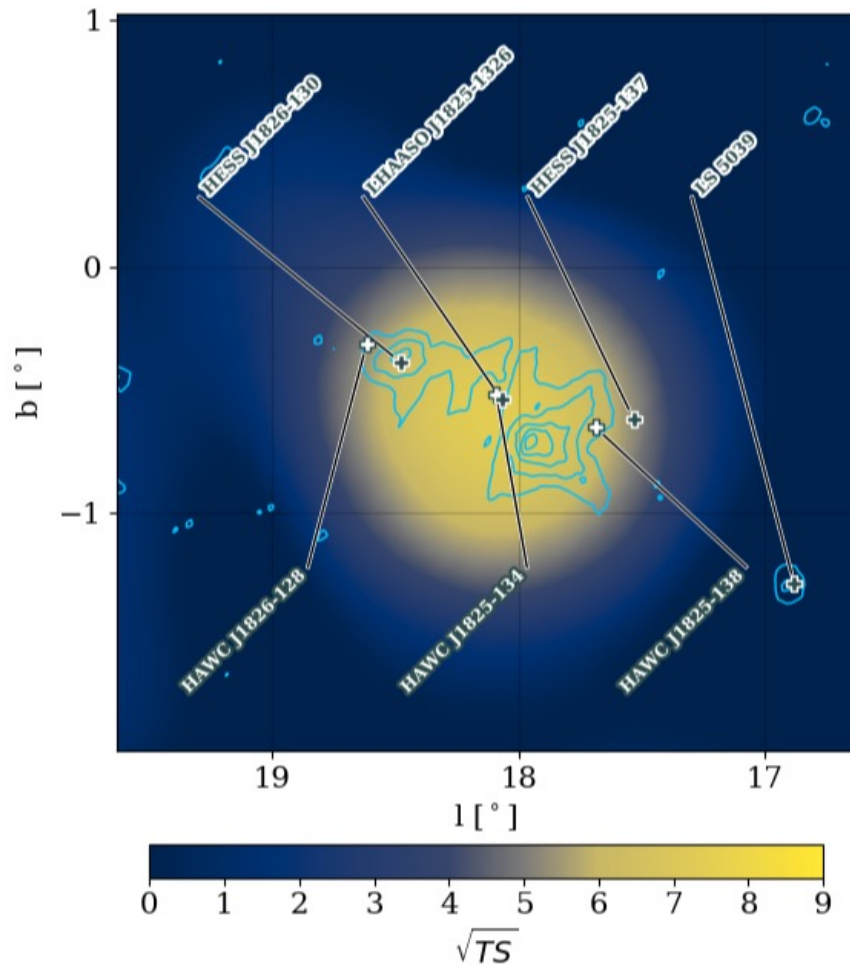 1
HESS J1826-130
LHAASO J1825-1326
HESS J1825-137
LS 5039
0
b [°]
−1
HAWC J1826-128
HAWC J1825-134
HAWC J1825-138
19
18
17
l [°]
0
1
2
3
4
5
6
7
8
9
√TS